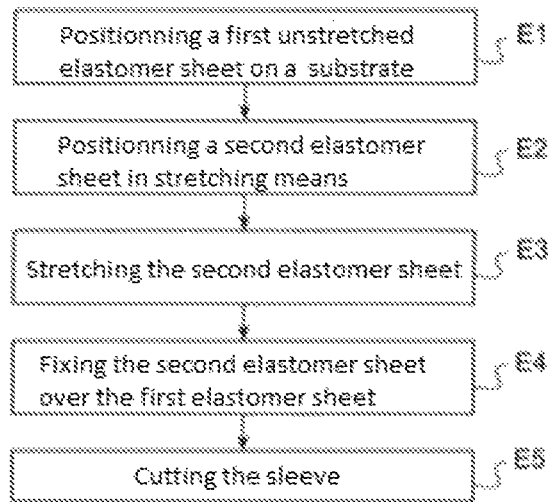 Positionning a first unstretched
elastomer sheet on a substrate
E1
Positionning a second elastomer
sheet in stretching means
E2
Stretching the second elastomer sheet
E3
Fixing the second elastomer sheet
over the first elastomer sheet
E4
Cutting the sleeve
E5